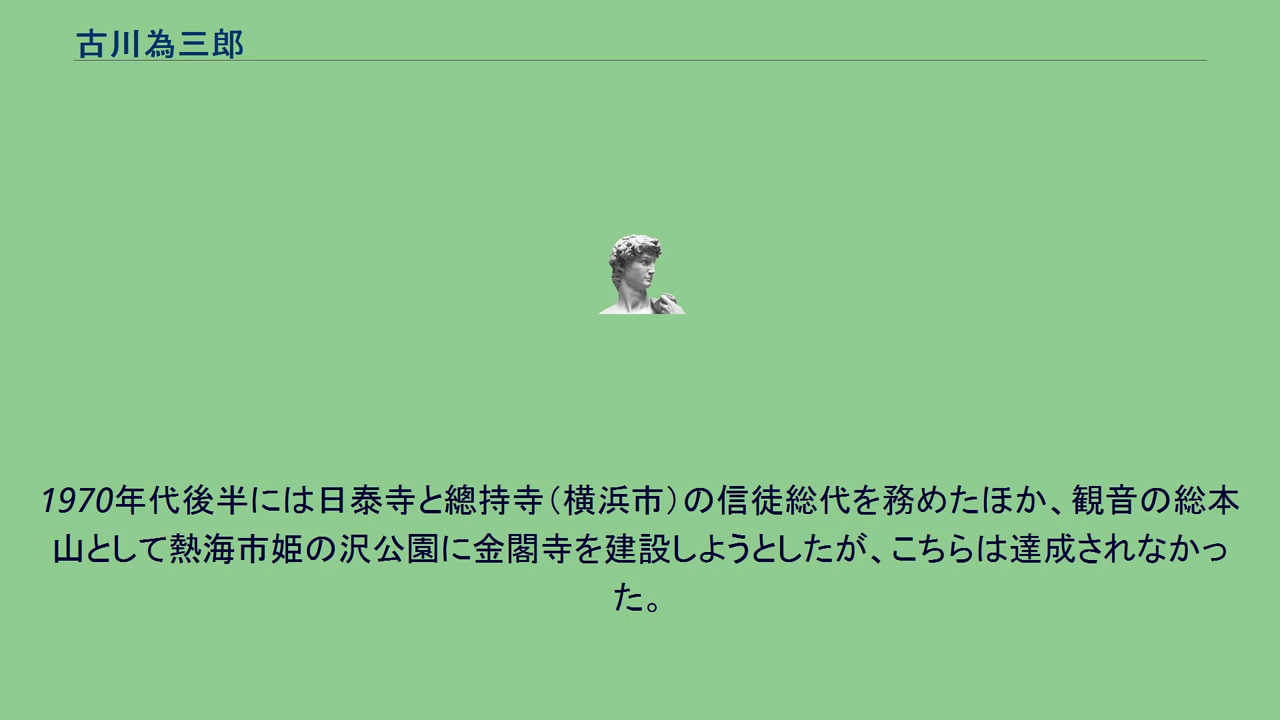 古川為三郎
1970年代後半には日泰寺と總持寺（横浜市）の信徒総代を務めたほか、観音の総本
山として熱海市姫の沢公園に金閣寺を建設しようとしたが、こちらは達成されなかっ
た。